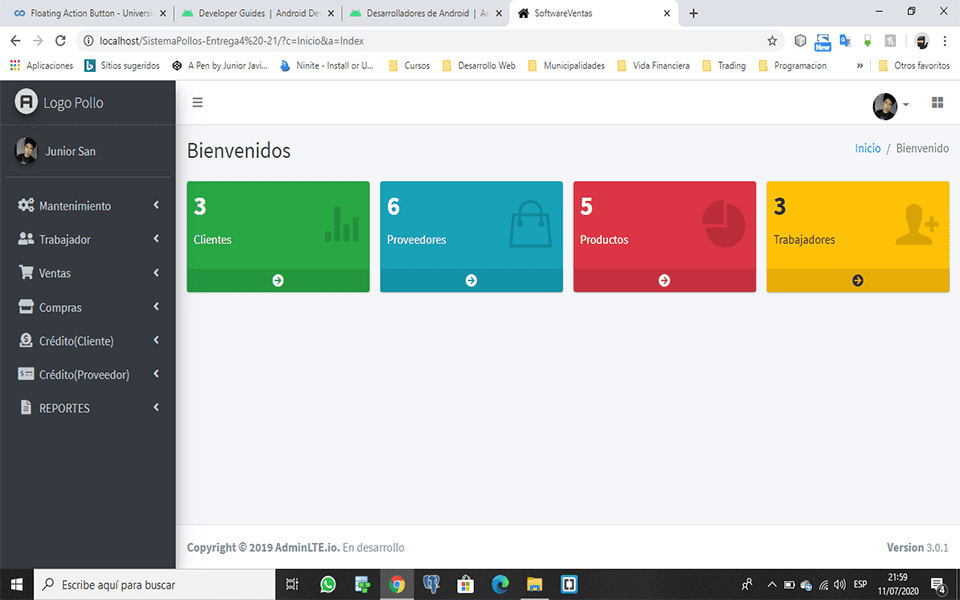 Floating Action Button - Universi
Developer Guides | Android De
Desarrolladores de Android | An
SoftwareVentas
localhost/SistemaPollos-Entrega4%20-21/?c=Inicio&a=Index
New
Aplicaciones
Sitios sugeridos
A Pen by Junior Javi...
Ninite - Install or U...
Cursos
Desarrollo Web
Municipalidades
Vida Financiera
Trading
Programacion
»
Otros favoritos
Logo Pollo
Junior San
Mantenimiento
Trabajador
Ventas
Compras
Crédito(Cliente)
Crédito(Proveedor)
REPORTES
Bienvenidos
Inicio / Bienvenido
3
Clientes
6
Proveedores
5
Productos
3
Trabajadores
Copyright © 2019 AdminLTE.io. En desarrollo
Version 3.0.1
Escribe aquí para buscar
ESP
21:59
11/07/2020
4